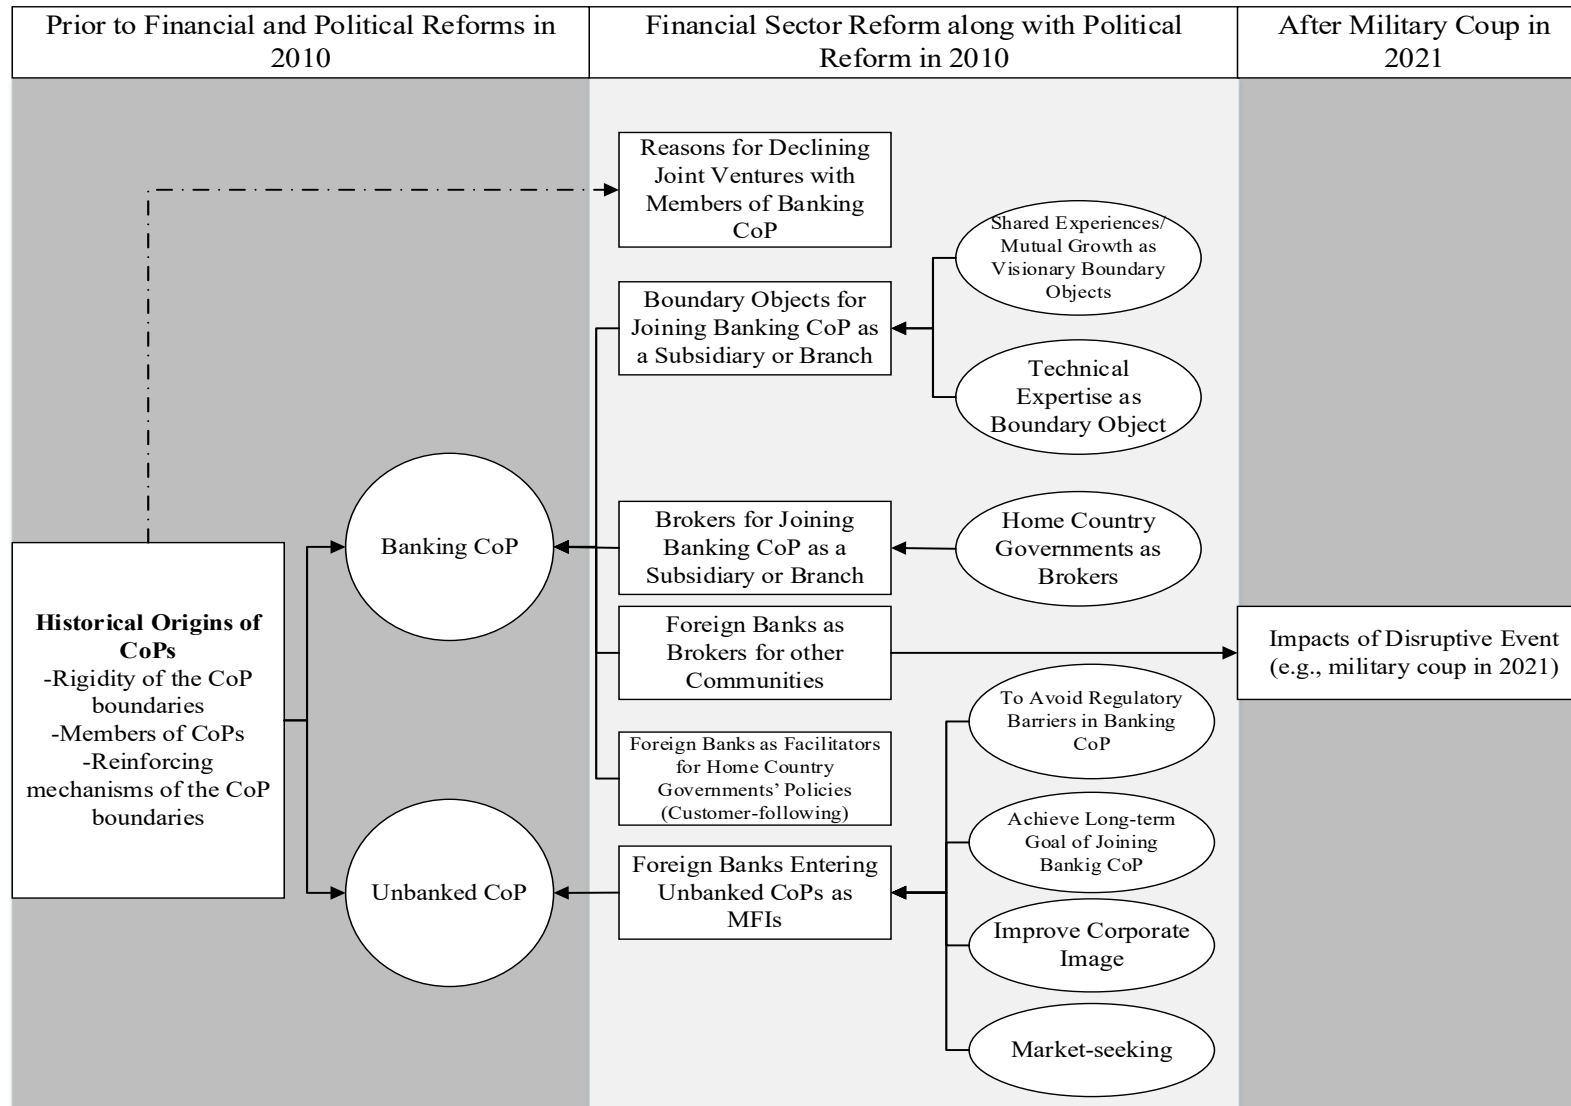 Prior to Financial and Political Reforms in
2010
Financial Sector Reform along with Political
Reform in 2010
After Military Coup in
2021
Historical Origins of
CoPs
-Rigidity of the CoP
boundaries
-Members of CoPs
-Reinforcing
mechanisms of the CoP
boundaries
Banking CoP
Unbanked CoP
Reasons for Declining
Joint Ventures with
Members of Banking
CoP
Boundary Objects for
Joining Banking CoP as
a Subsidiary or Branch
Brokers for Joining
Banking CoP as a
Subsidiary or Branch
Foreign Banks as
Brokers for other
Communities
Foreign Banks as Facilitators
for Home Country
Governments’ Policies
(Customer-following)
Foreign Banks Entering
Unbanked CoPs as
MFIs
Shared Experiences/
Mutual Growth as
Visionary Boundary
Objects
Technical
Expertise as
Boundary Object
Home Country
Governments as
Brokers
To Avoid Regulatory
Barriers in Banking
CoP
Achieve Long-term
Goal of Joining
Bankig CoP
Improve Corporate
Image
Market-seeking
Impacts of Disruptive Event
(e.g., military coup in 2021)